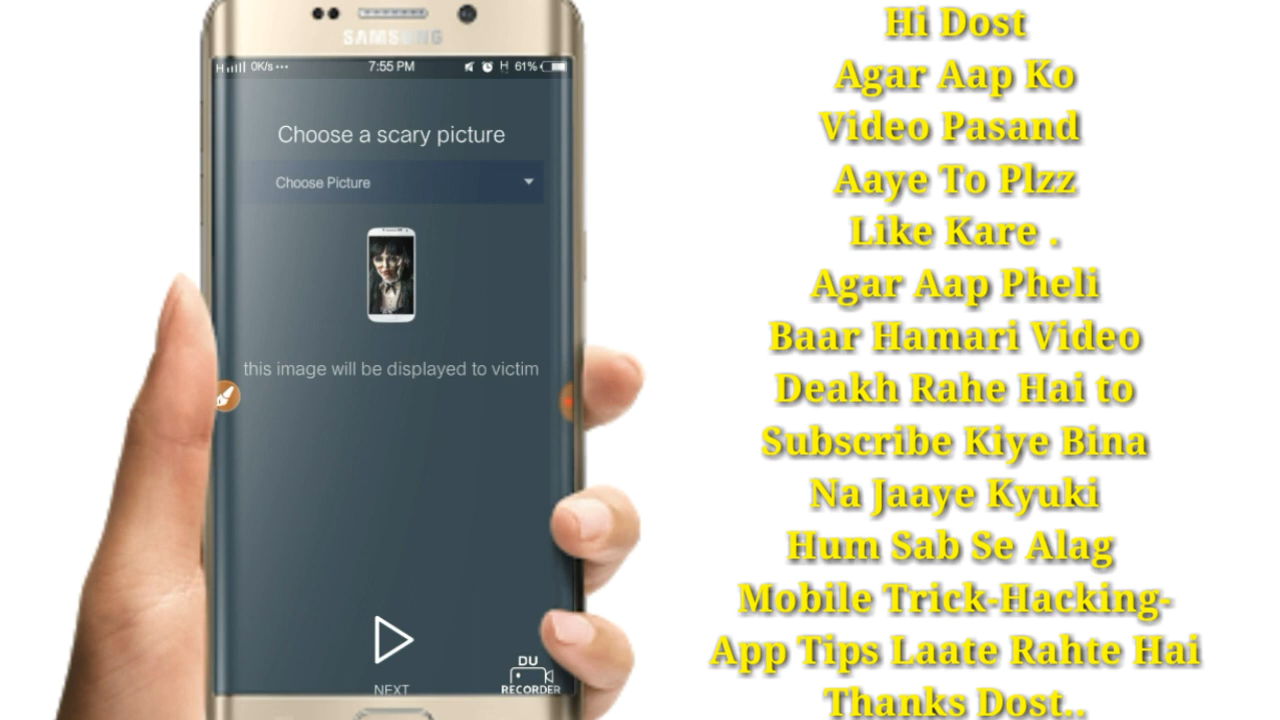 SAMSUNG
H 0K/s ... 7:55 PM H 61%
Choose a scary picture
Choose Picture
this image will be displayed to victim
NEXT
DU
RECORDER
Hi Dost
Agar Aap Ko
Video Pasand
Aaye To Plzz
Like Kare .
Agar Aap Pheli
Baar Hamari Video
Deakh Rahe Hai to
Subscribe Kiye Bina
Na Jaaye Kyuki
Hum Sab Se Alag
Mobile Trick-Hacking-
App Tips Laate Rahte Hai
Thanks Dost..